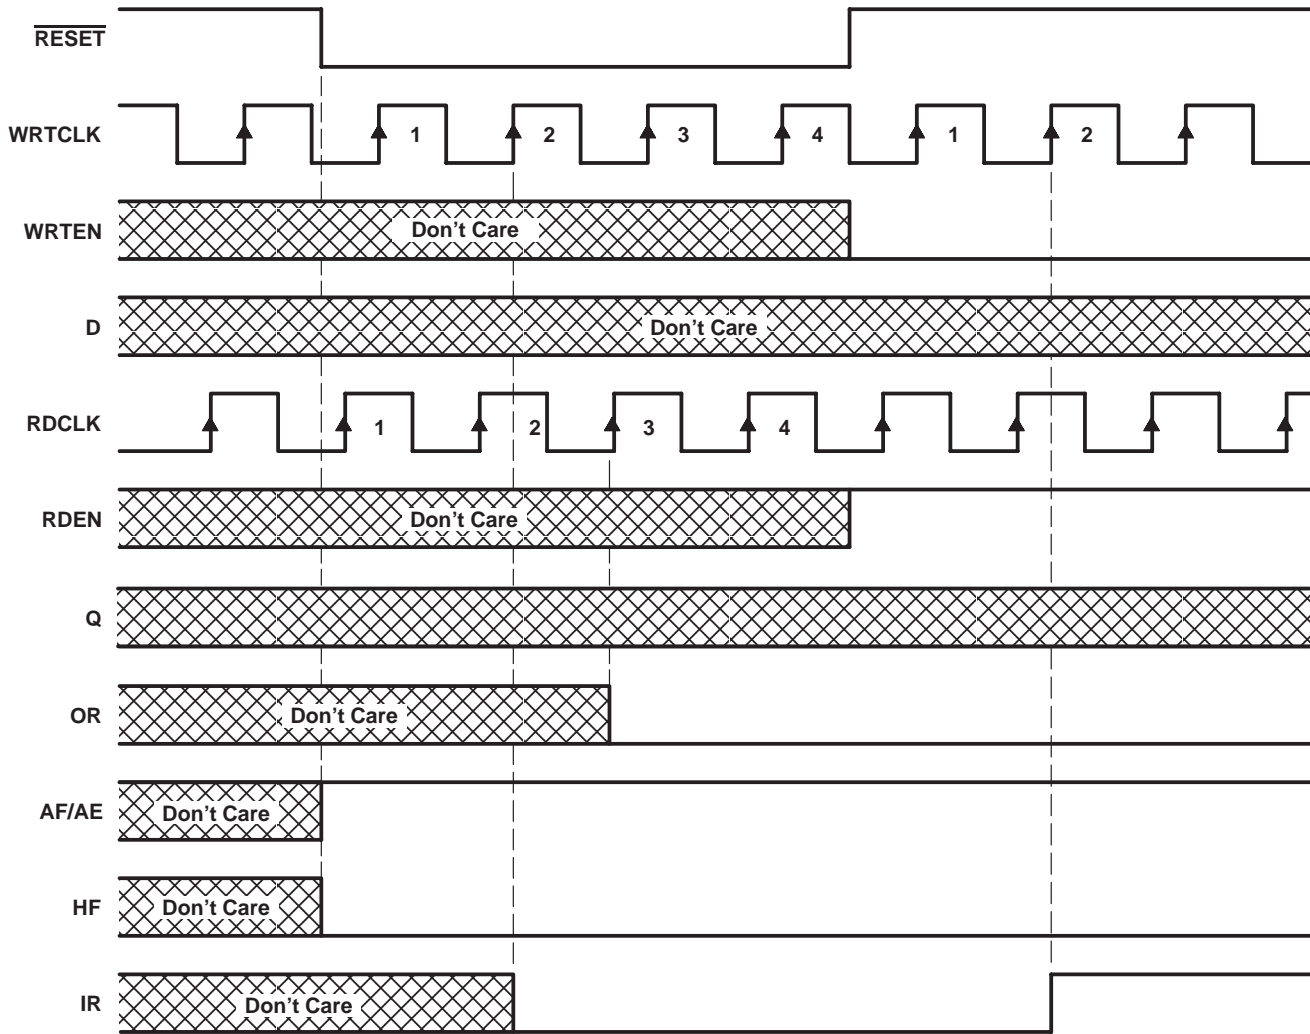 RESET
WRTCLK 1 2 3 4 1 2
WRTEN Don't Care
D Don't Care
RDCLK 1 2 3 4
RDEN Don't Care
Q
OR Don't Care
AF/AE Don't Care
HF Don't Care
IR Don't Care